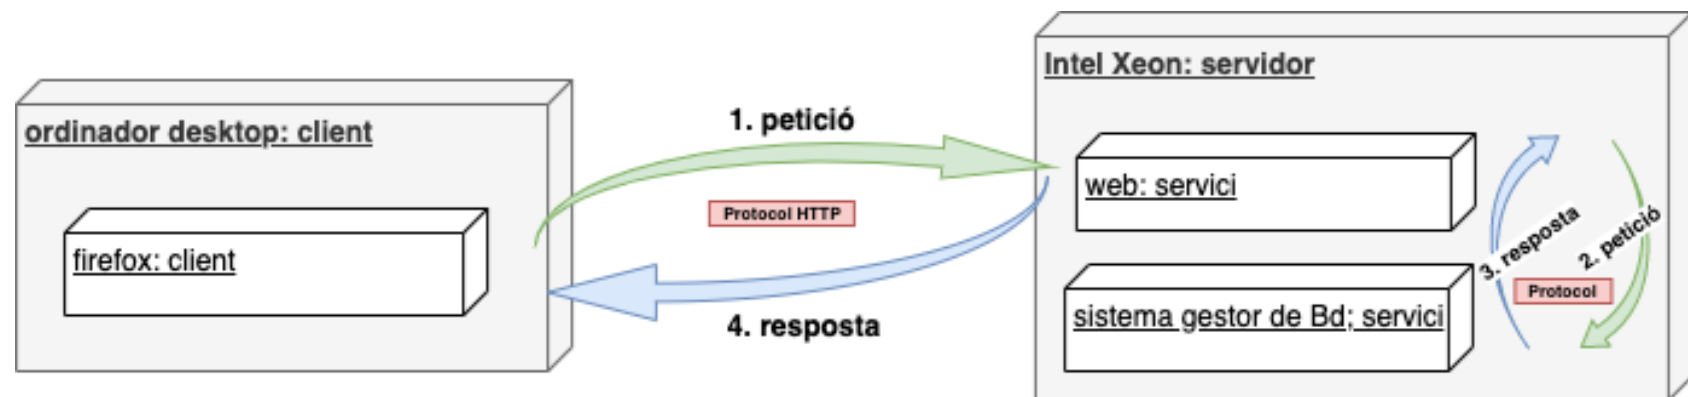 Intel Xeon: servidor
ordinador desktop: client
1. petició
web: servici
Protocol HTTP
firefox: client
3. resposta
2. petició
Protocol
sistema gestor de Bd; servici
4. resposta